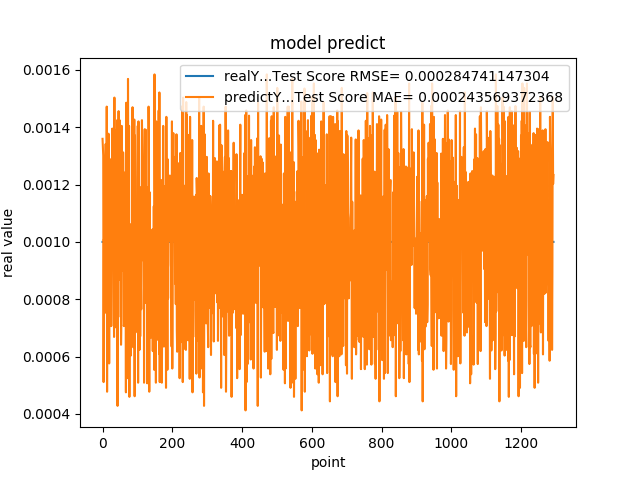 model predict
realY...Test Score RMSE= 0.000284741147304
predictY...Test Score MAE= 0.000243569372368
0.0016
0.0014
0.0012
0.0010
0.0008
0.0006
0.0004
real value
0 200 400 600 800 1000 1200
point